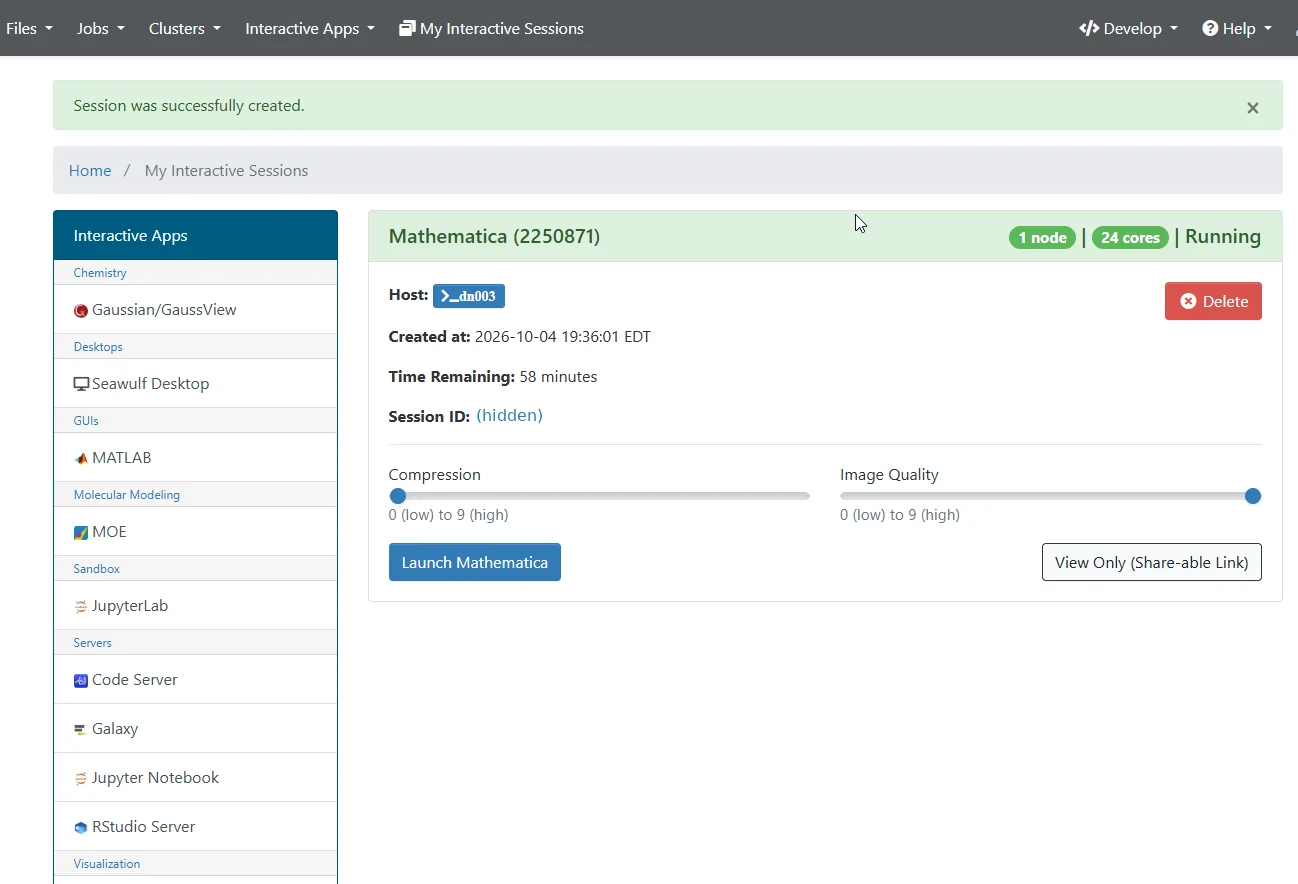 Files Jobs Clusters Interactive Apps My Interactive Sessions Develop Help
Session was successfully created. ×
Home / My Interactive Sessions
Interactive Apps
Chemistry
Gaussian/GaussView
Desktops
Seawulf Desktop
GUIs
MATLAB
Molecular Modeling
MOE
Sandbox
JupyterLab
Servers
Code Server
Galaxy
Jupyter Notebook
RStudio Server
Visualization
Mathematica (2250871) 1 node | 24 cores | Running
Host: >_dn003 Delete
Created at: 2026-10-04 19:36:01 EDT
Time Remaining: 58 minutes
Session ID: (hidden)
Compression Image Quality
0 (low) to 9 (high) 0 (low) to 9 (high)
Launch Mathematica View Only (Share-able Link)